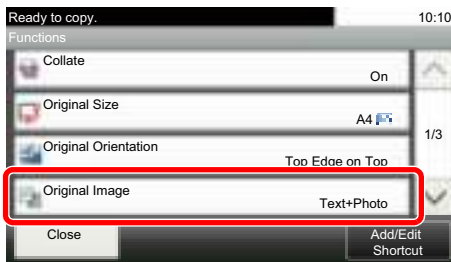 Ready to copy. 10:10
Functions
Collate
On
Original Size
A4
1/3
Original Orientation
Top Edge on Top
Original Image
Text+Photo
Close
Add/Edit
Shortcut